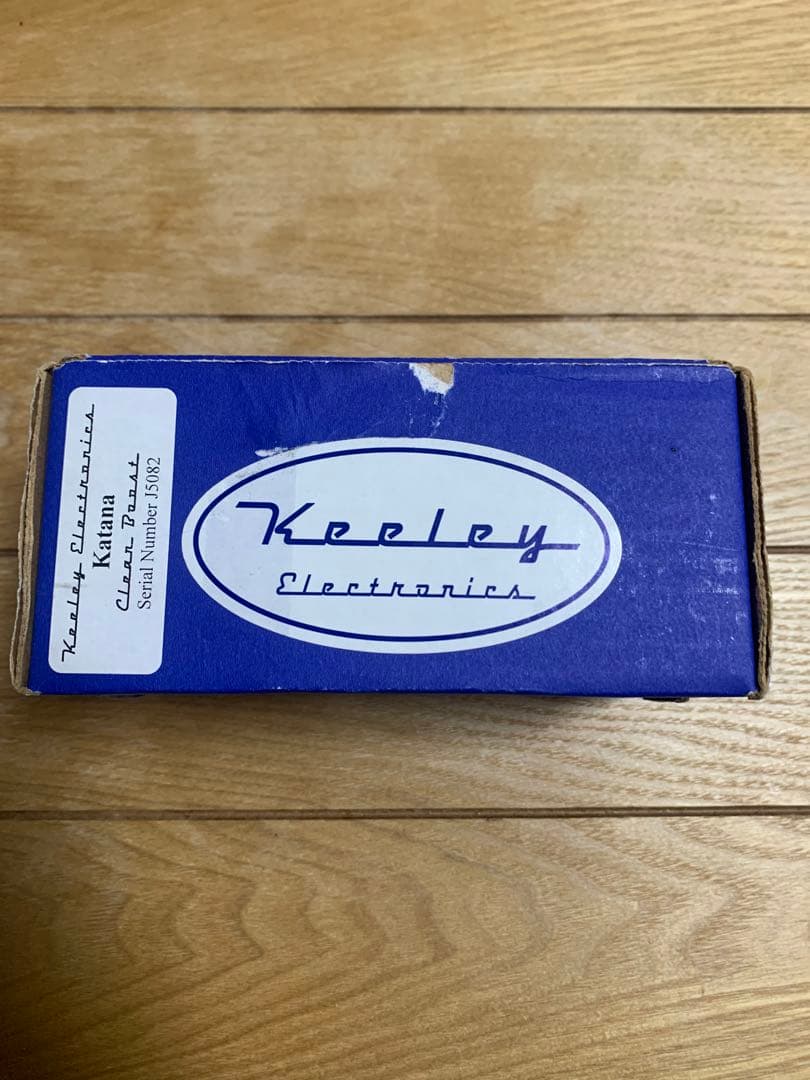 Keeley Electronics
Katana
Clean Boost
Serial Number J5082
Keeley
Electronics